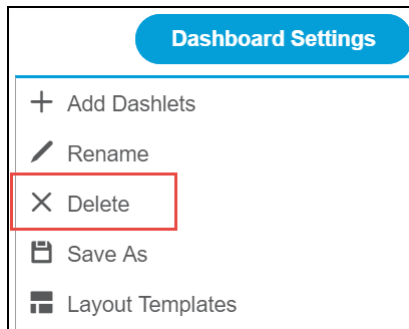 Dashboard Settings
Add Dashlets
Rename
Delete
Save As
Layout Templates